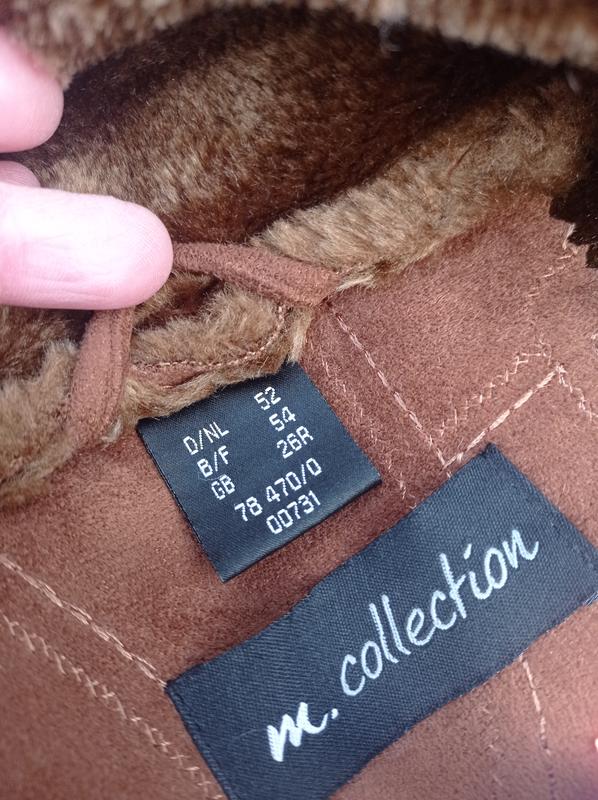 D/NL 52
B/F 54
GB 26R
78 470/0
00731
m. collection